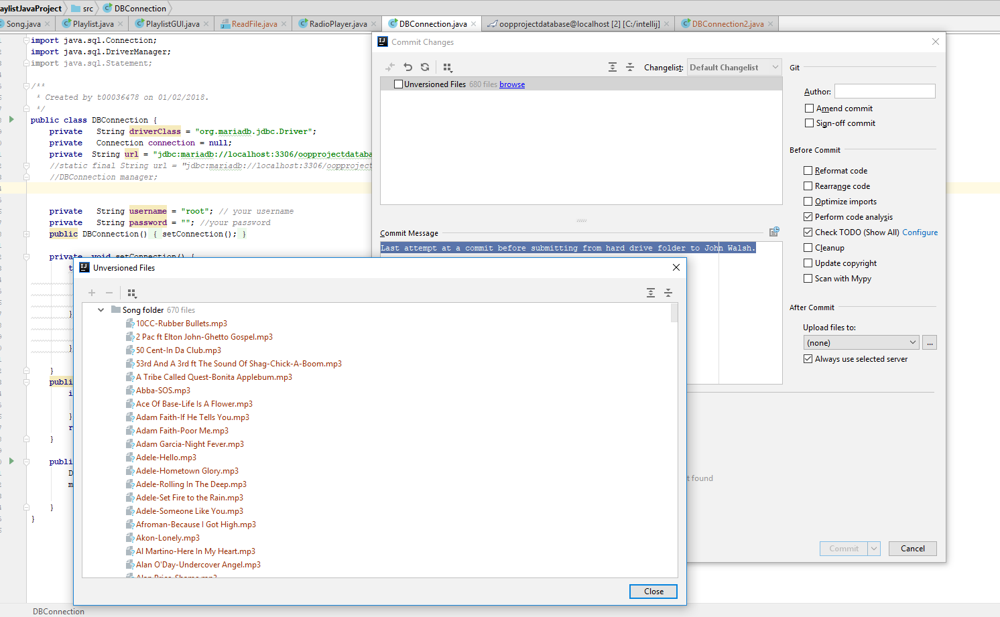 aylistJavaProject src DBConnection
Song.java Playlist.java PlaylistGUI.java ReadFile.java RadioPlayer.java DBConnection.java oopprojectdatabase@localhost [2] [C:/intellij] DBConnection2.java
import java.sql.Connection;
import java.sql.DriverManager;
import java.sql.Statement;
/**
* Created by t00036478 on 01/02/2018.
*/
public class DBConnection {
private String driverClass = "org.mariadb.jdbc.Driver";
private Connection connection = null;
private String url = "jdbc:mariadb://localhost:3306/oopprojectdataba
//static final String url = "jdbc:mariadb://localhost:3306/oopproject
//DBConnection manager;
private String username = "root"; // your username
private String password = ""; //your password
public DBConnection() { setConnection(); }
private void setConnection() {
t
}
}
}
publi
i
}
r
}
publi
D
m
}
}
DBConnection
Commit Changes
Changelist: Default Changelist
Unversioned Files 680 files browse
Commit Message
Last attempt at a commit before submitting from hard drive folder to John Walsh.
Git
Author:
Amend commit
Sign-off commit
Before Commit
Reformat code
Rearrange code
Optimize imports
Perform code analysis
Check TODO (Show All) Configure
Cleanup
Update copyright
Scan with Mypy
After Commit
Upload files to:
(none) ...
Always use selected server
t found
Commit Cancel
Unversioned Files
Song folder 670 files
10CC-Rubber Bullets.mp3
2 Pac ft Elton John-Ghetto Gospel.mp3
50 Cent-In Da Club.mp3
53rd And A 3rd ft The Sound Of Shag-Chick-A-Boom.mp3
A Tribe Called Quest-Bonita Applebum.mp3
Abba-SOS.mp3
Ace Of Base-Life Is A Flower.mp3
Adam Faith-If He Tells You.mp3
Adam Faith-Poor Me.mp3
Adam Garcia-Night Fever.mp3
Adele-Hello.mp3
Adele-Hometown Glory.mp3
Adele-Rolling In The Deep.mp3
Adele-Set Fire to the Rain.mp3
Adele-Someone Like You.mp3
Afroman-Because I Got High.mp3
Akon-Lonely.mp3
Al Martino-Here In My Heart.mp3
Alan O'Day-Undercover Angel.mp3
Alan Price-Shame.mp3
Close